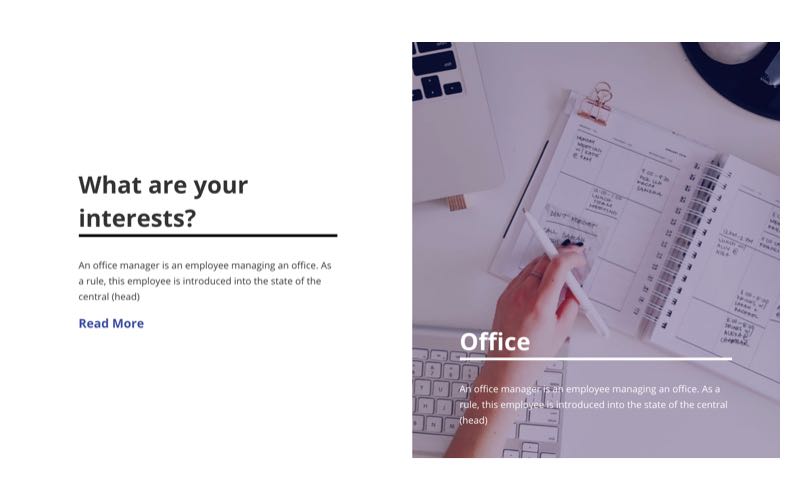 What are your
interests?
An office manager is an employee managing an office. As
a rule, this employee is introduced into the state of the
central (head)
Read More
Office
An office manager is an employee managing an office. As a
rule, this employee is introduced into the state of the central
(head)